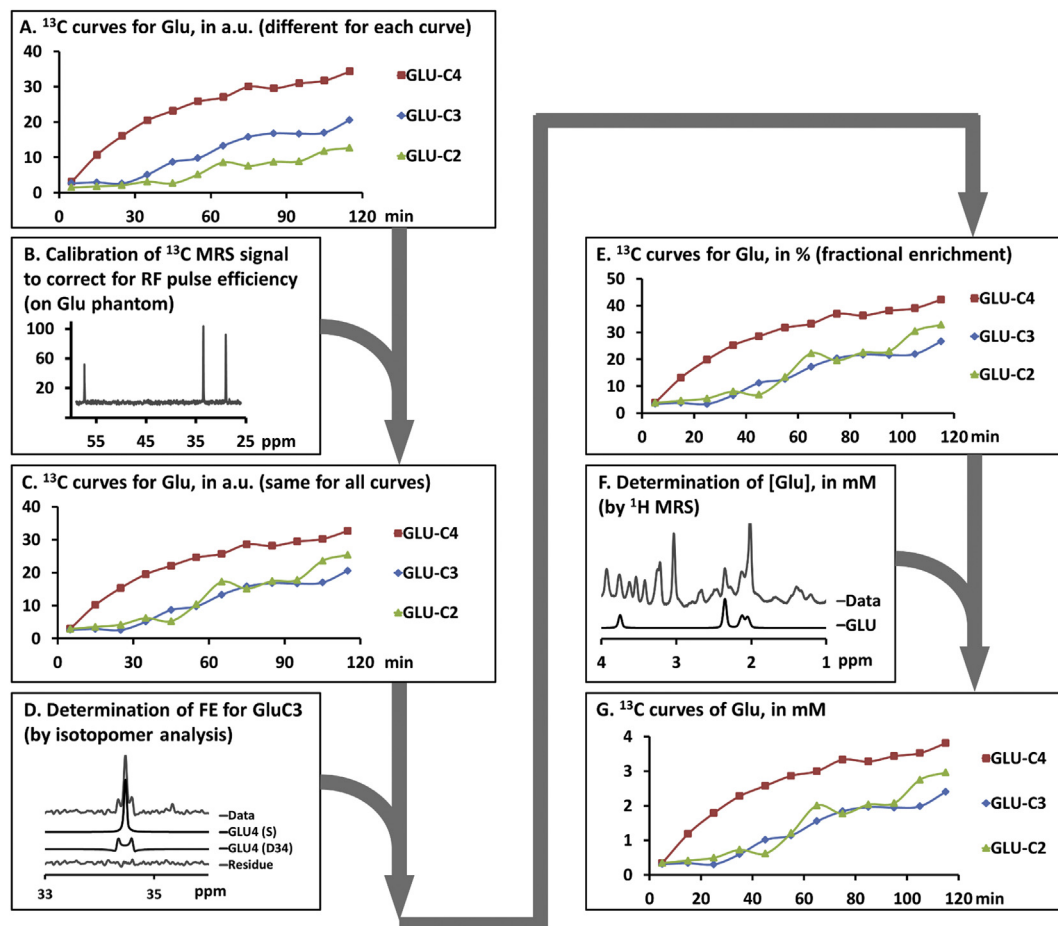 A. ¹³C curves for Glu, in a.u. (different for each curve)
40
30
20
10
0
0 30 60 90 120 min
GLU-C4
GLU-C3
GLU-C2
B. Calibration of ¹³C MRS signal
to correct for RF pulse efficiency
(on Glu phantom)
100
60
20
55 45 35 25 ppm
C. ¹³C curves for Glu, in a.u. (same for all curves)
40
30
20
10
0
0 30 60 90 120 min
GLU-C4
GLU-C3
GLU-C2
D. Determination of FE for GluC3
(by isotopomer analysis)
Data
GLU4 (S)
GLU4 (D34)
Residue
33 35 ppm
E. ¹³C curves for Glu, in % (fractional enrichment)
50
40
30
20
10
0
0 20 40 60 80 100 120 min
GLU-C4
GLU-C3
GLU-C2
F. Determination of [Glu], in mM
(by ¹H MRS)
Data
GLU
4 3 2 1
ppm
G. ¹³C curves of Glu, in mM
4
3
2
1
0
0 20 40 60 80 100 120 min
GLU-C4
GLU-C3
GLU-C2